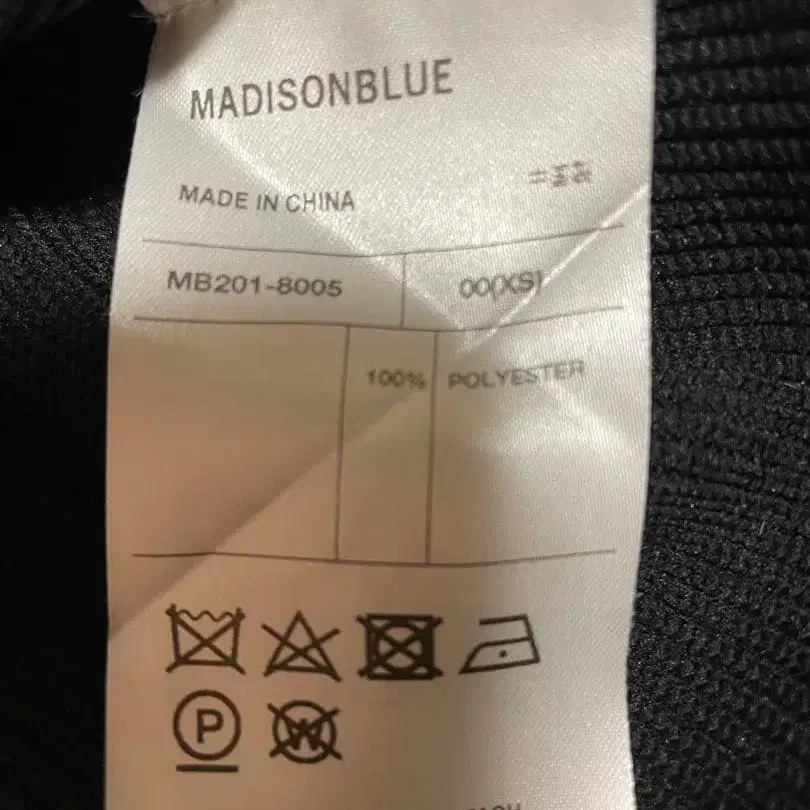 MADISONBLUE
MADE IN CHINA
MB201-8005 00(XS)
100% POLYESTER
P
W